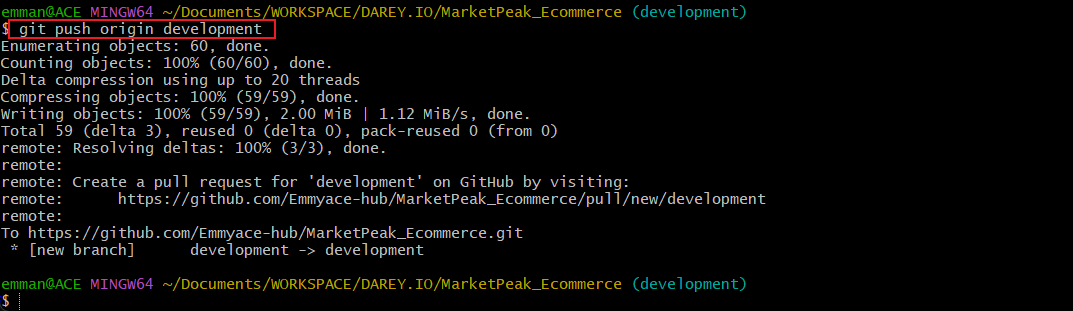 emman@ACE MINGW64 ~/Documents/WORKSPACE/DAREY.IO/MarketPeak_Ecommerce (development)
$ git push origin development
Enumerating objects: 60, done.
Counting objects: 100% (60/60), done.
Delta compression using up to 20 threads
Compressing objects: 100% (59/59), done.
Writing objects: 100% (59/59), 2.00 MiB | 1.12 MiB/s, done.
Total 59 (delta 3), reused 0 (delta 0), pack-reused 0 (from 0)
remote: Resolving deltas: 100% (3/3), done.
remote:
remote: Create a pull request for 'development' on GitHub by visiting:
remote:      https://github.com/Emmyace-hub/MarketPeak_Ecommerce/pull/new/development
remote:
To https://github.com/Emmyace-hub/MarketPeak_Ecommerce.git
 * [new branch]      development -> development
emman@ACE MINGW64 ~/Documents/WORKSPACE/DAREY.IO/MarketPeak_Ecommerce (development)
$